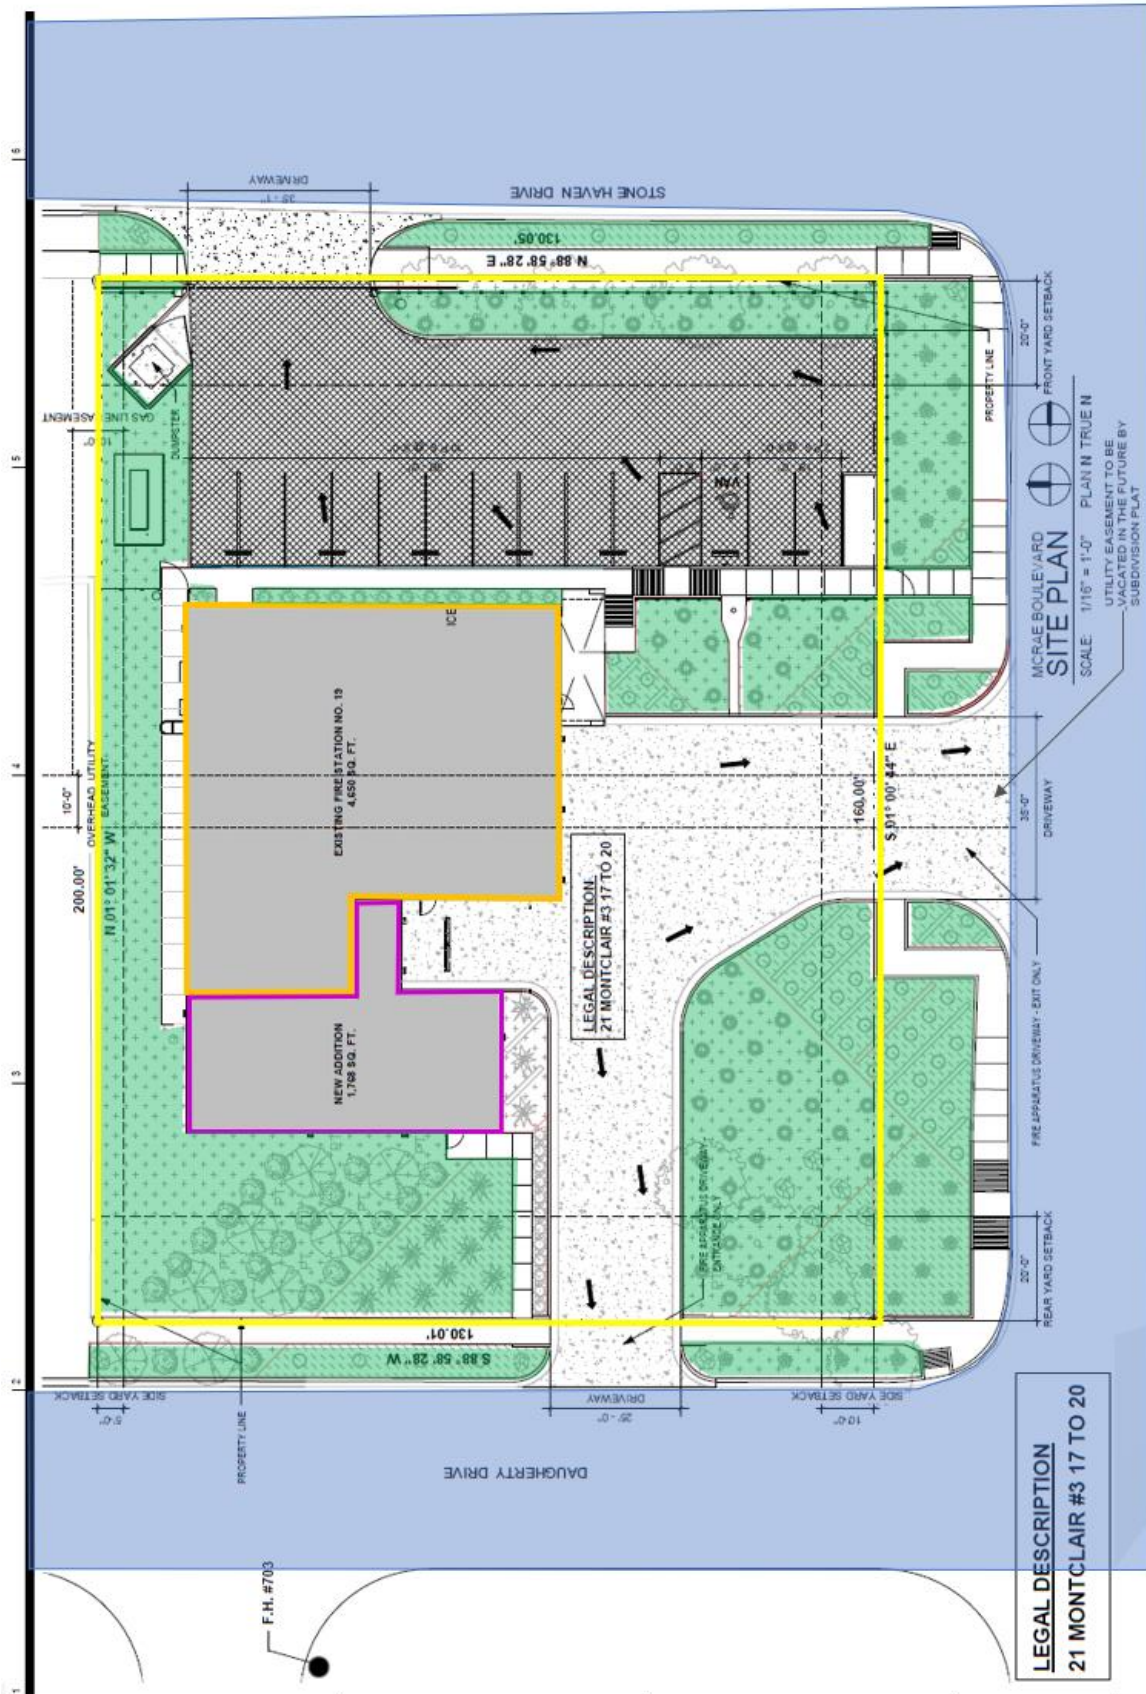 6
5
4
3
2
1
DRIVEWAY
35' - 1"
STONE HAVEN DRIVE
130.05'
N 88° 58' 28" E
GAS LINE EASEMENT
10'-0"
DUMPSTER
VAN
20'-0"
FRONT YARD SETBACK
PROPERTY LINE
MCRAE BOULEVARD
SITE PLAN
SCALE: 1/16" = 1'-0"
PLAN N TRUE N
UTILITY EASEMENT TO BE
VACATED IN THE FUTURE BY
SUBDIVISION PLAT
ICE
EXISTING FIRE STATION NO. 19
4,650 SQ. FT.
10'-0"
OVERHEAD UTILITY
EASEMENT
200.00'
N 01° 01' 32" W
160.00'
S 01° 00' 44" E
35'-0"
DRIVEWAY
LEGAL DESCRIPTION
21 MONTCLAIR #3 17 TO 20
NEW ADDITION
1,768 SQ. FT.
FIRE APPARATUS DRIVEWAY - EXIT ONLY
FIRE APPARATUS DRIVEWAY
ENTRANCE ONLY
20'-0"
REAR YARD SETBACK
130.01'
S 88° 58' 28" W
SIDE YARD SETBACK
5'-0"
PROPERTY LINE
DRIVEWAY
25' - 0"
SIDE YARD SETBACK
10'-0"
DAUGHERTY DRIVE
F.H. #703
LEGAL DESCRIPTION
21 MONTCLAIR #3 17 TO 20